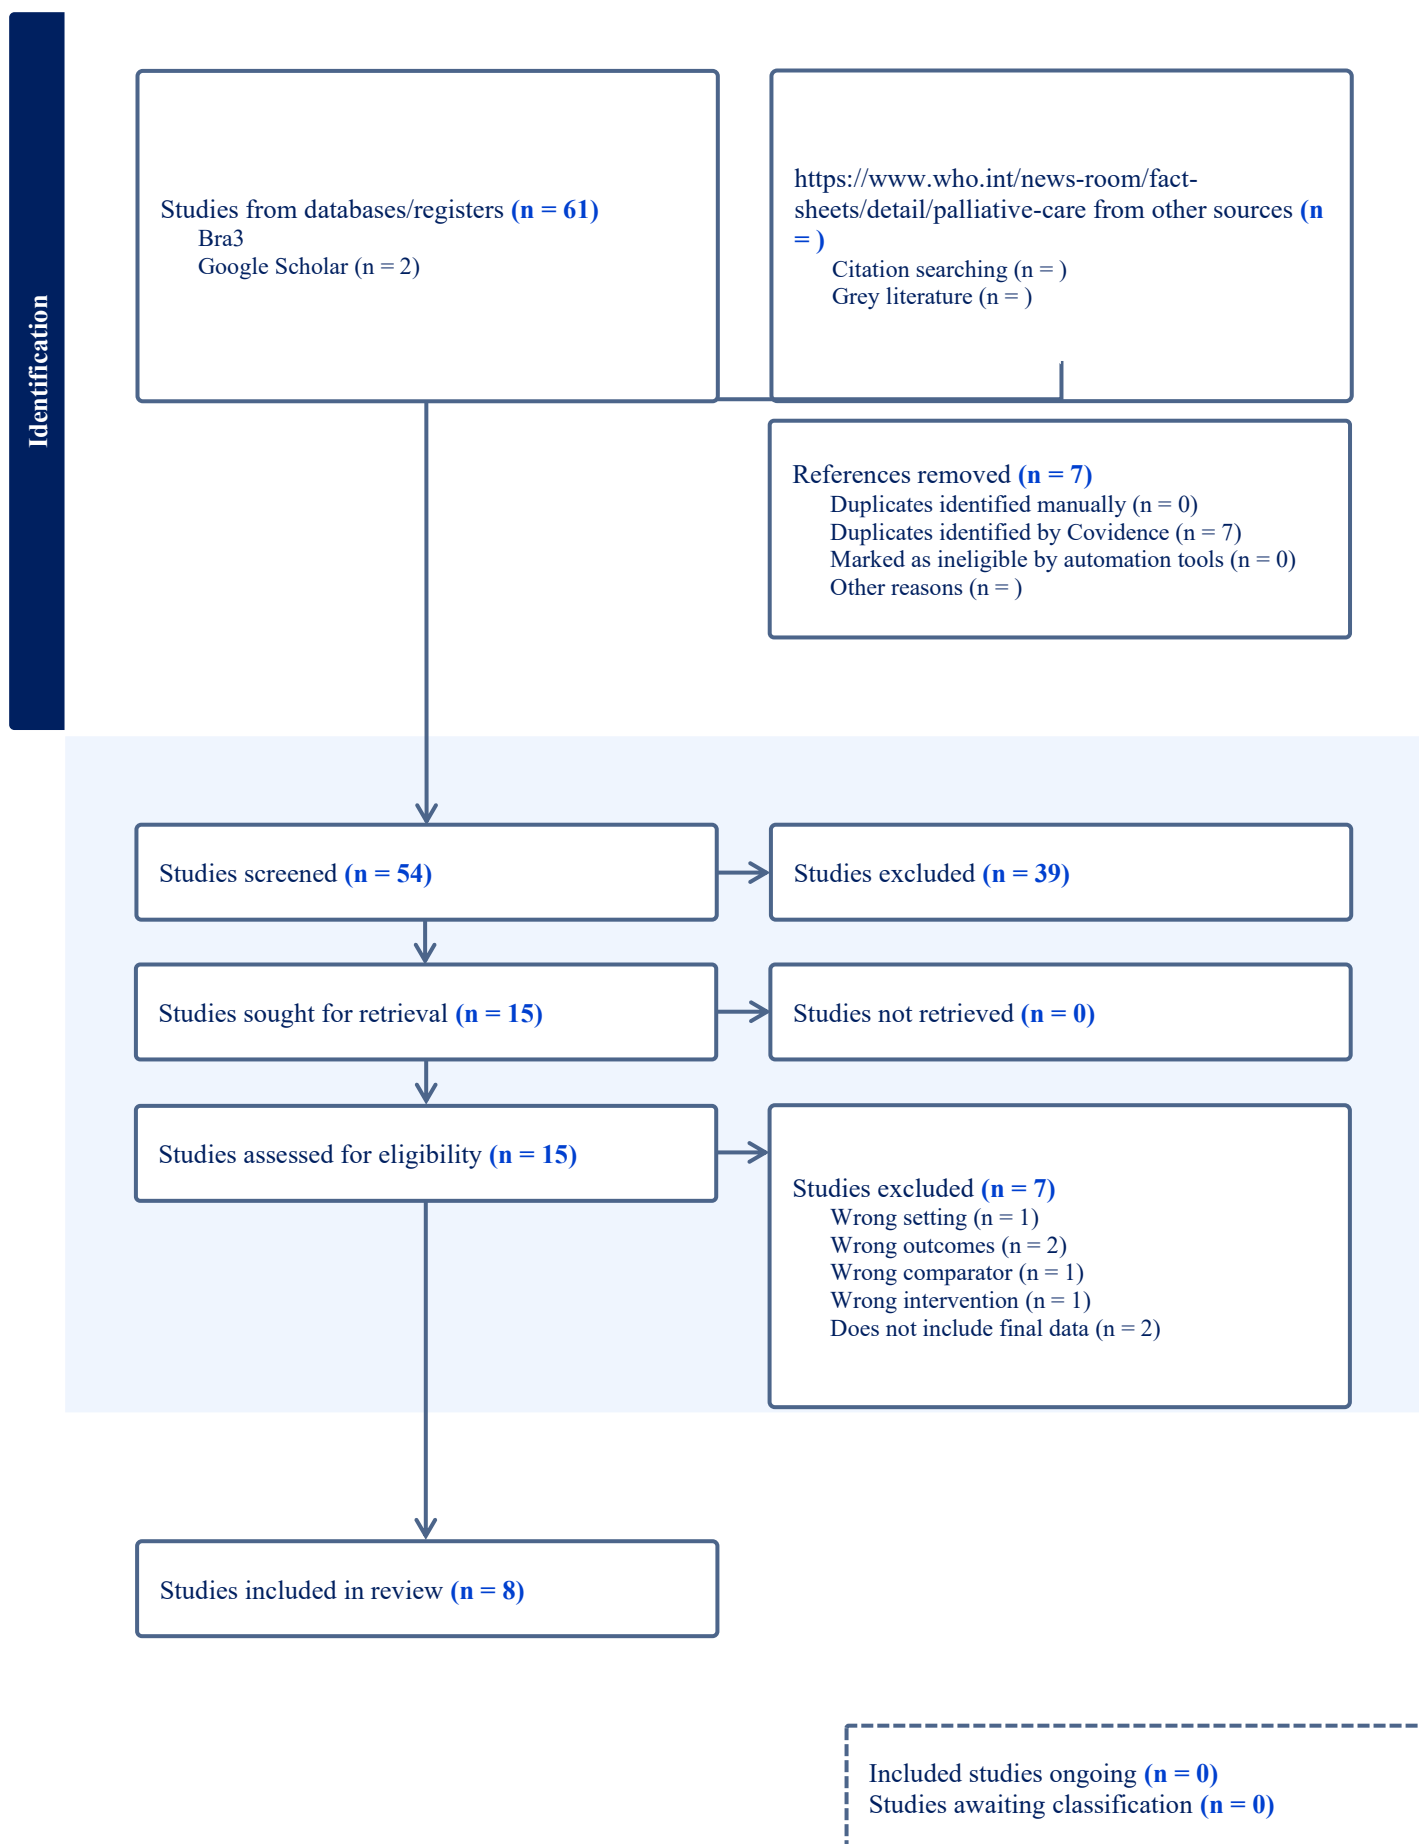 Identification
Studies from databases/registers (n = 61)
Bra3
Google Scholar (n = 2)
https://www.who.int/news-room/fact-
sheets/detail/palliative-care from other sources (n
= )
Citation searching (n = )
Grey literature (n = )
References removed (n = 7)
Duplicates identified manually (n = 0)
Duplicates identified by Covidence (n = 7)
Marked as ineligible by automation tools (n = 0)
Other reasons (n = )
Studies screened (n = 54)
Studies excluded (n = 39)
Studies sought for retrieval (n = 15)
Studies not retrieved (n = 0)
Studies assessed for eligibility (n = 15)
Studies excluded (n = 7)
Wrong setting (n = 1)
Wrong outcomes (n = 2)
Wrong comparator (n = 1)
Wrong intervention (n = 1)
Does not include final data (n = 2)
Studies included in review (n = 8)
Included studies ongoing (n = 0)
Studies awaiting classification (n = 0)